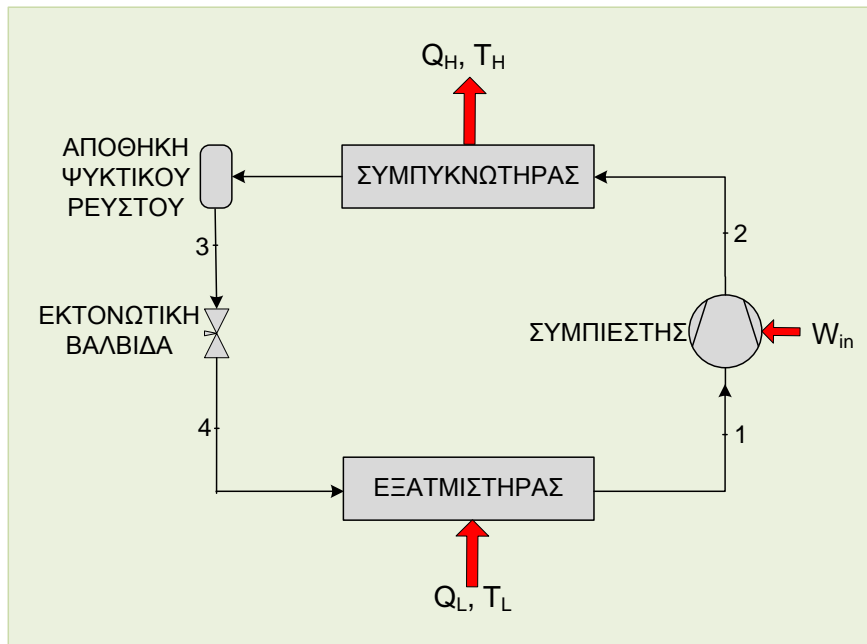 Q_H, T_H
ΑΠΟΘΗΚΗ
ΨΥΚΤΙΚΟΥ
ΡΕΥΣΤΟΥ
ΣΥΜΠΥΚΝΩΤΗΡΑΣ
3
2
ΕΚΤΟΝΩΤΙΚΗ
ΒΑΛΒΙΔΑ
ΣΥΜΠΙΕΣΤΗΣ
W_in
4
1
ΕΞΑΤΜΙΣΤΗΡΑΣ
Q_L, T_L